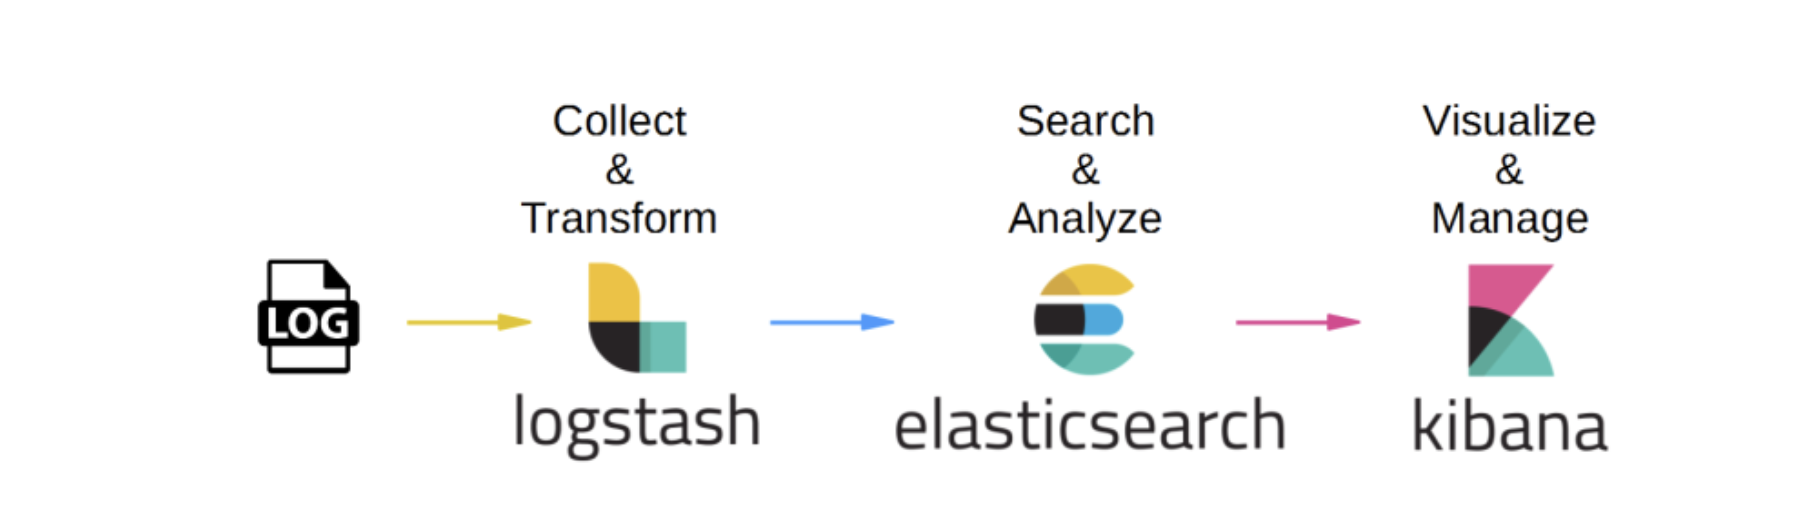 Collect
&
Transform
Search
&
Analyze
Visualize
&
Manage
LOG
logstash
elasticsearch
kibana